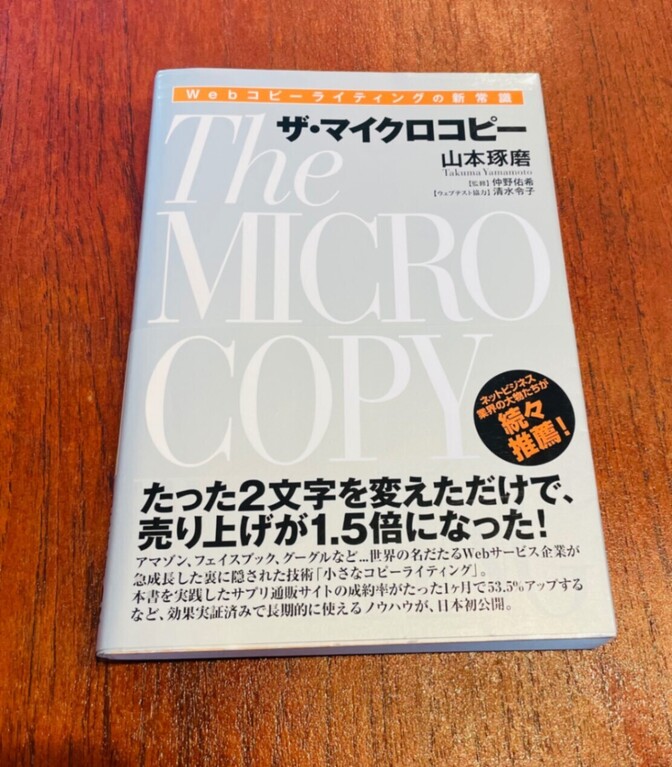 Webコピーライティングの新常識
ザ・マイクロコピー
山本琢磨
Takuma Yamamoto
【監修】仲野佑希
【ウェブテスト協力】清水令子
The
MICRO
COPY
ネットビジネス
業界の大物たちが
続々
推薦!
たった2文字を変えただけで、
売り上げが1.5倍になった!
アマゾン、フェイスブック、グーグルなど…世界の名だたるWebサービス企業が
急成長した裏に隠された技術「小さなコピーライティング」。
本書を実践したサプリ通販サイトの成約率がたった1ヶ月で53.5%アップする
など、効果実証済みで長期的に使えるノウハウが、日本初公開。